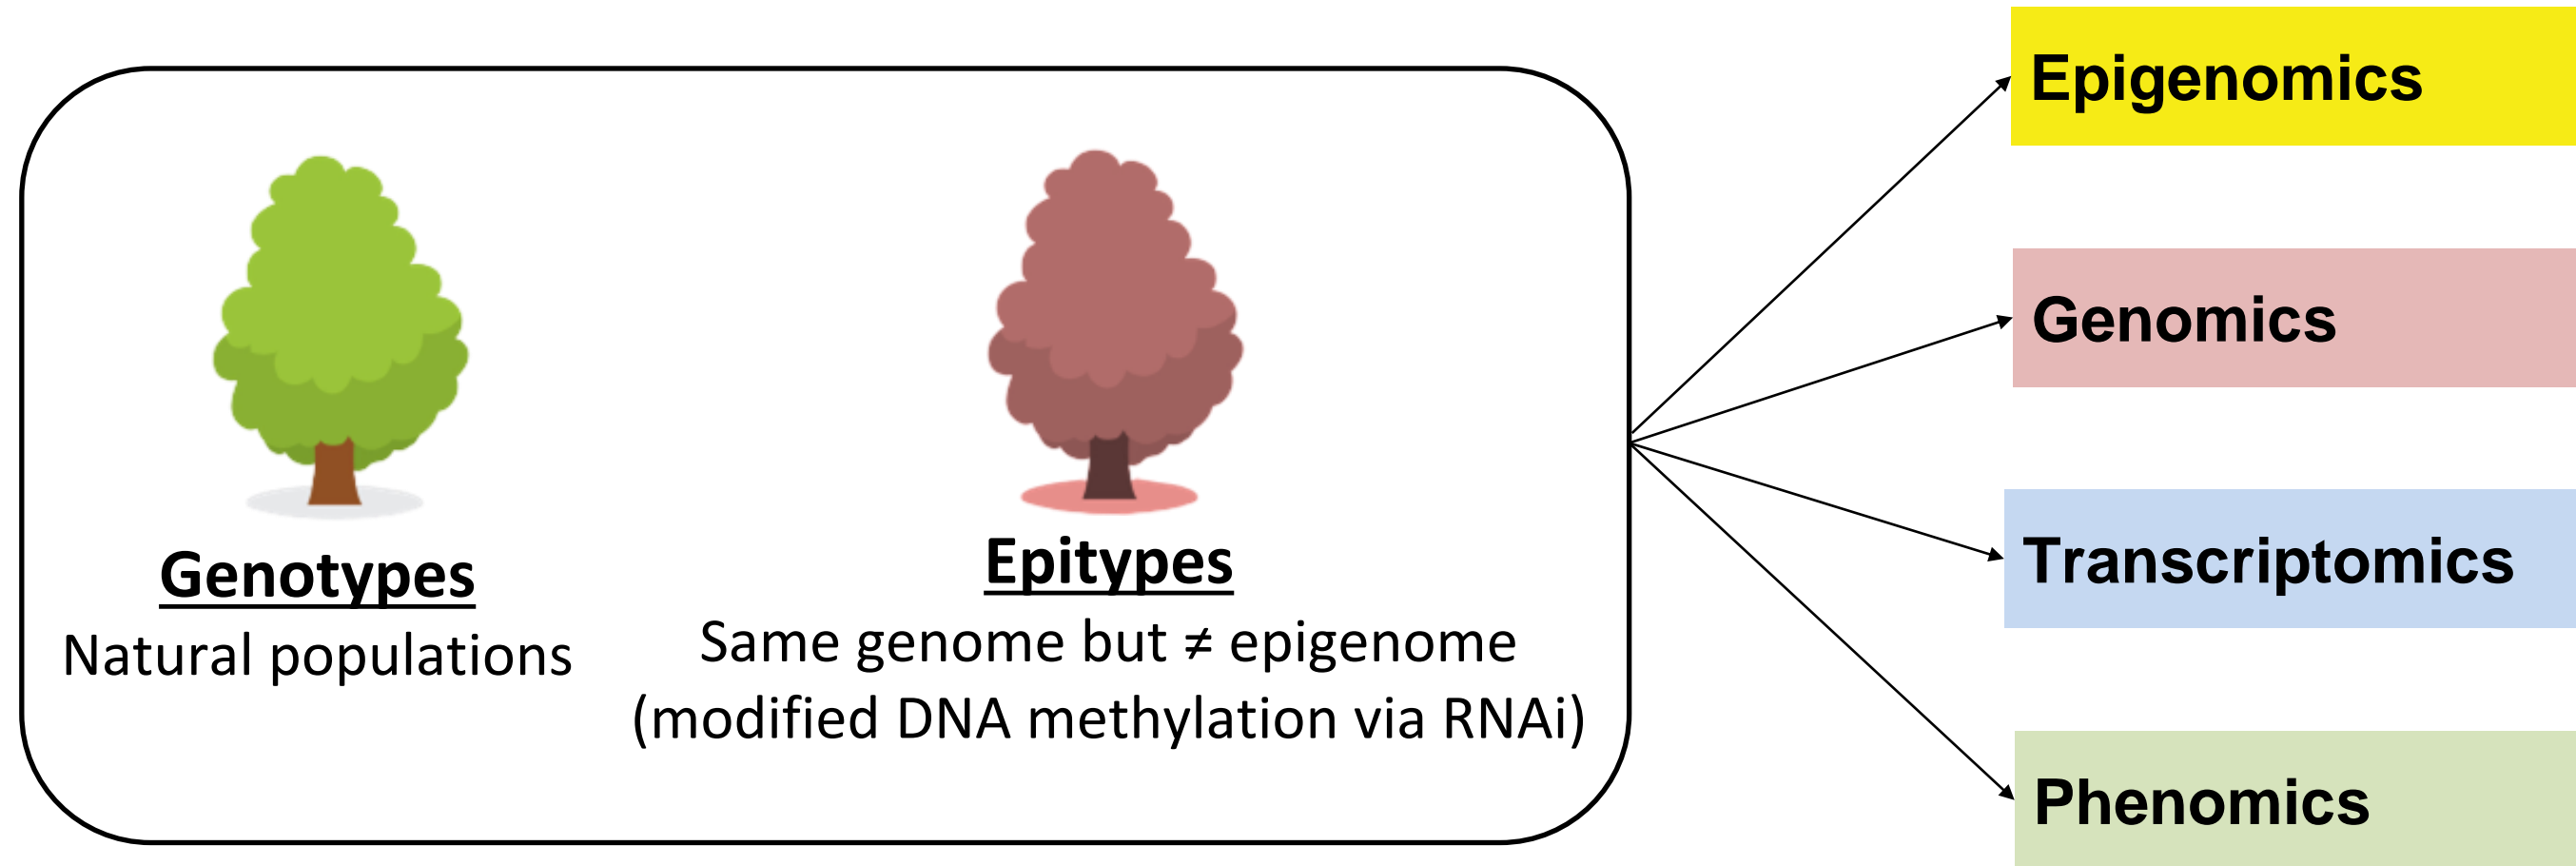 Genotypes
Natural populations
Epitypes
Same genome but ≠ epigenome
(modified DNA methylation via RNAi)
Epigenomics
Genomics
Transcriptomics
Phenomics